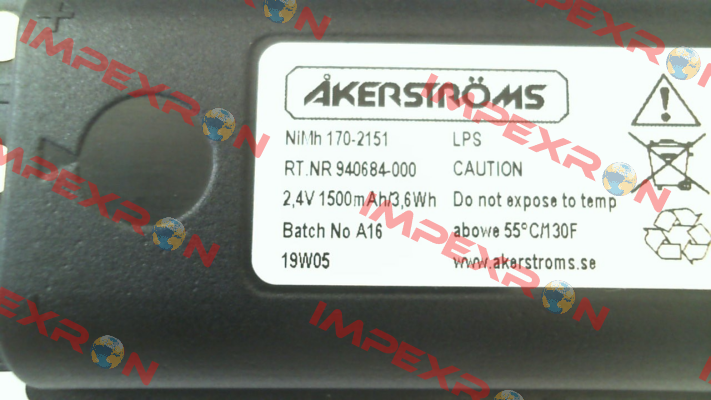 ÅKERSTRÖMS
NiMh 170-2151 LPS
RT.NR 940684-000 CAUTION
2,4V 1500mAh/3,6Wh Do not expose to temp
Batch No A16 abowe 55°C/130F
19W05 www.akerstroms.se
IMPEXRON
IMPEXRON
IMPEXRON
IMPEXRON
IMPEXRON
IMPEXRON